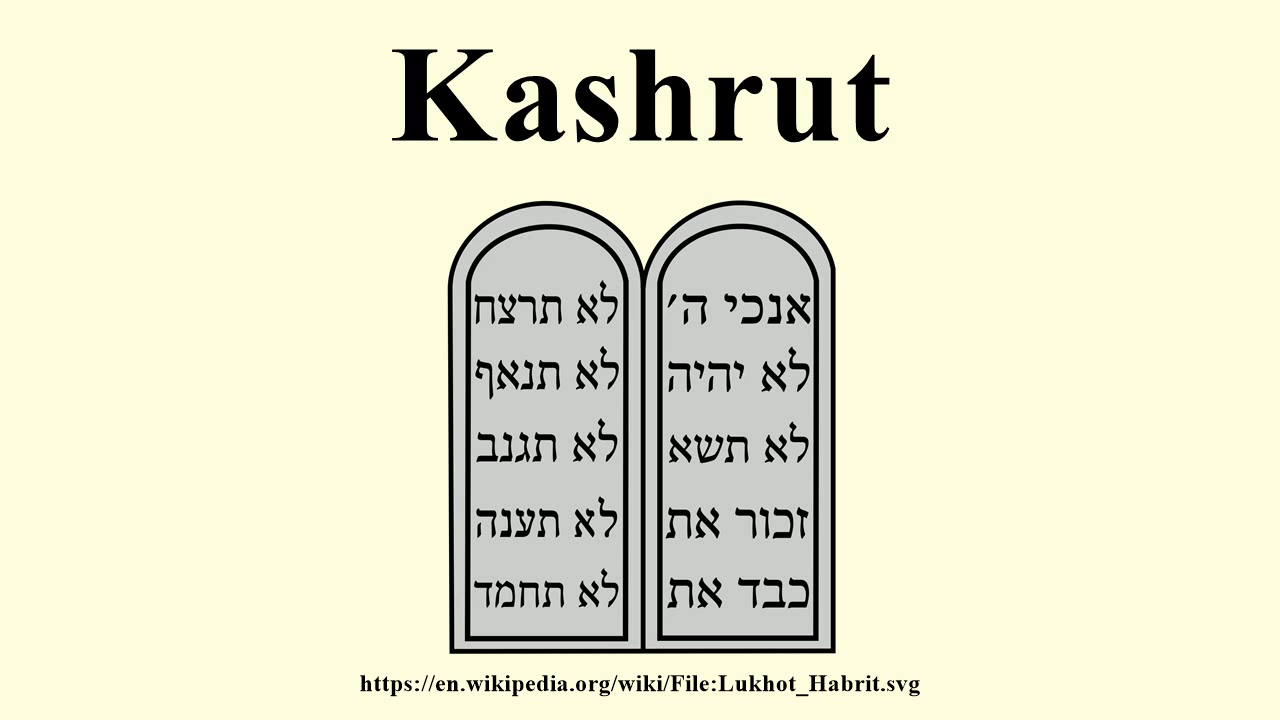 Kashrut
אנכי ה׳
לא יהיה
לא תשא
זכור את
כבד את
לא תרצח
לא תנאף
לא תגנב
לא תענה
לא תחמד
https://en.wikipedia.org/wiki/File:Lukhot_Habrit.svg